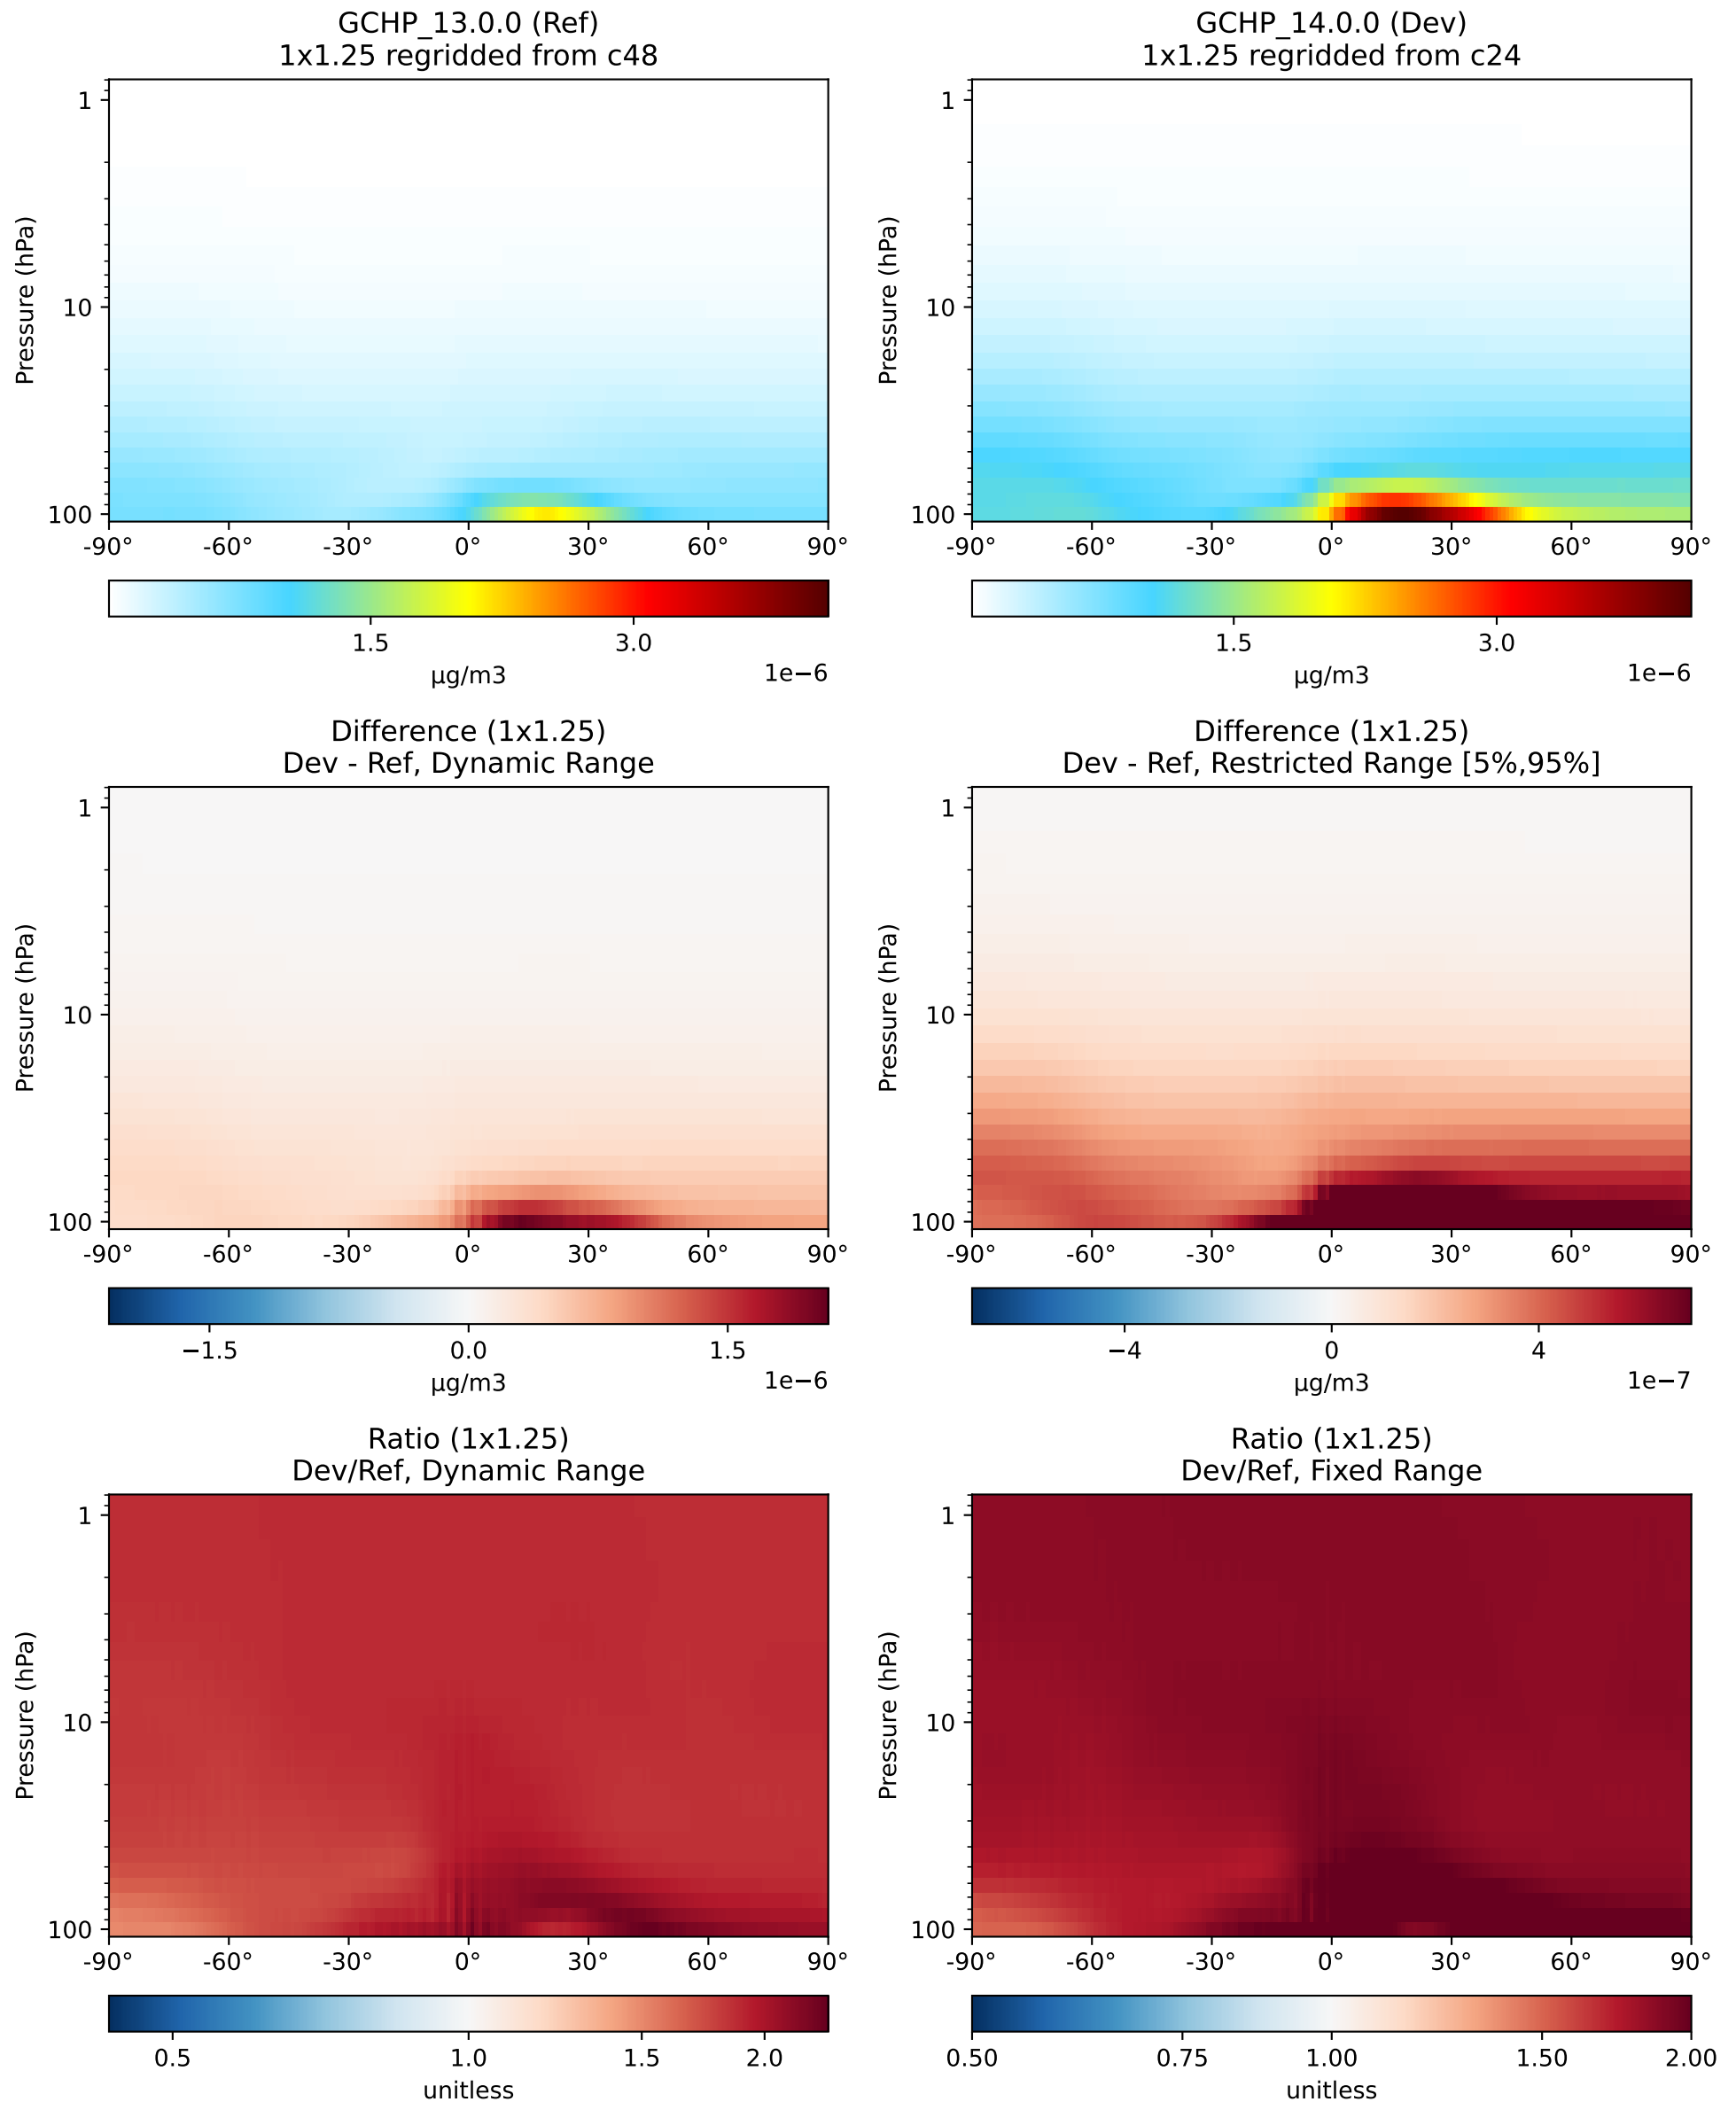 GCHP_13.0.0 (Ref)
1x1.25 regridded from c48
Pressure (hPa)
1
10
100
-90° -60° -30° 0° 30° 60° 90°
1.5 3.0
µg/m3 1e−6
GCHP_14.0.0 (Dev)
1x1.25 regridded from c24
Pressure (hPa)
1
10
100
-90° -60° -30° 0° 30° 60° 90°
1.5 3.0
µg/m3 1e−6
Difference (1x1.25)
Dev - Ref, Dynamic Range
Pressure (hPa)
1
10
100
-90° -60° -30° 0° 30° 60° 90°
−1.5 0.0 1.5
µg/m3 1e−6
Difference (1x1.25)
Dev - Ref, Restricted Range [5%,95%]
Pressure (hPa)
1
10
100
-90° -60° -30° 0° 30° 60° 90°
−4 0 4
µg/m3 1e−7
Ratio (1x1.25)
Dev/Ref, Dynamic Range
Pressure (hPa)
1
10
100
-90° -60° -30° 0° 30° 60° 90°
0.5 1.0 1.5 2.0
unitless
Ratio (1x1.25)
Dev/Ref, Fixed Range
Pressure (hPa)
1
10
100
-90° -60° -30° 0° 30° 60° 90°
0.50 0.75 1.00 1.50 2.00
unitless